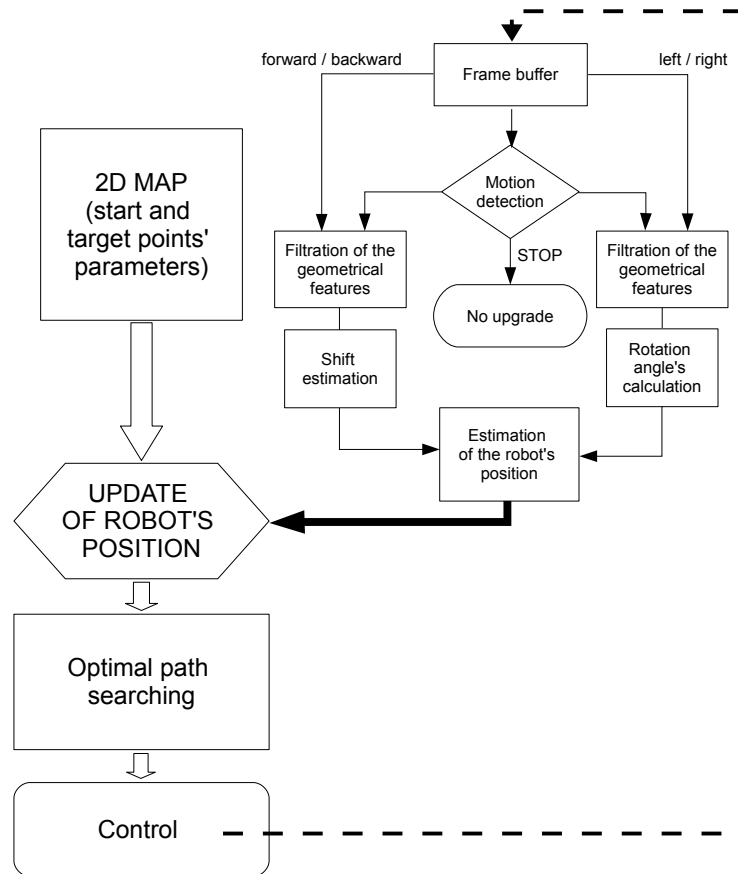 forward / backward
left / right
Frame buffer
2D MAP
(start and
target points'
parameters)
Motion
detection
Filtration of the
geometrical
features
STOP
Filtration of the
geometrical
features
No upgrade
Shift
estimation
Rotation
angle's
calculation
Estimation
of the robot's
position
UPDATE
OF ROBOT'S
POSITION
Optimal path
searching
Control